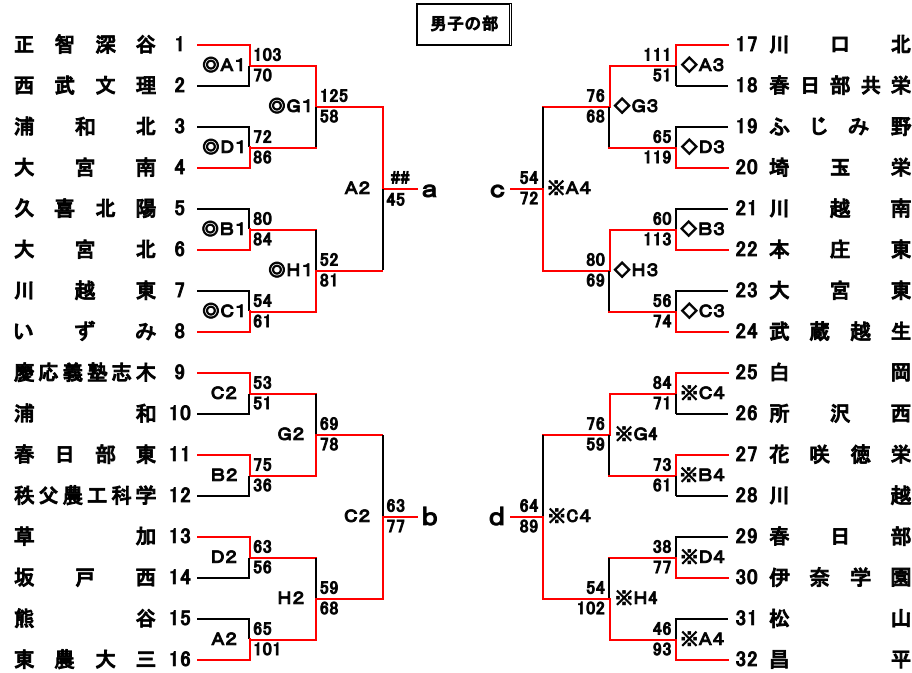 男子の部
正智深谷 1
103
◎A1
70
西武文理 2
125
◎G1
58
浦和北 3
72
◎D1
86
大宮南 4
##
A2
45
a
久喜北陽 5
80
◎B1
84
大宮北 6
52
◎H1
81
川越東 7
54
◎C1
61
いずみ 8
慶応義塾志木 9
53
C2
51
浦和 10
69
G2
78
春日部東 11
75
B2
36
秩父農工科学 12
63
C2
77
b
草加 13
63
D2
56
坂戸西 14
59
H2
68
熊谷 15
65
A2
101
東農大三 16
17 川口北
111
◇A3
51
18 春日部共栄
76
◇G3
68
19 ふじみ野
65
◇D3
119
20 埼玉栄
c
54
※A4
72
21 川越南
60
◇B3
113
22 本庄東
80
◇H3
69
23 大宮東
56
◇C3
74
24 武蔵越生
25 白岡
84
※C4
71
26 所沢西
76
※G4
59
27 花咲徳栄
73
※B4
61
28 川越
d
64
※C4
89
29 春日部
38
※D4
77
30 伊奈学園
54
※H4
102
31 松山
46
※A4
93
32 昌平